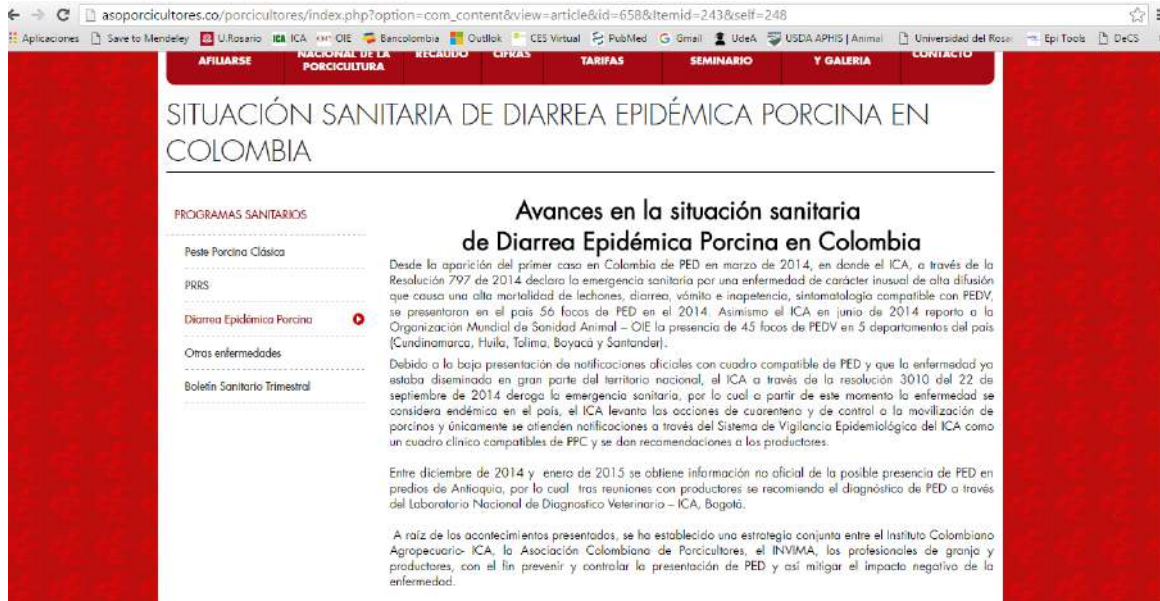 asoporcicultores.co/porcicultores/index.php?option=com_content&view=article&id=658&Itemid=243&self=248
Aplicaciones Save to Mendeley U.Rosario ICA OIE Bancolombia Outllok CES Virtual PubMed Gmail UdeA USDA APHIS | Animal Universidad del Rosar Epi Tools DeCS
AFILIARSE NACIONAL DE LA PORCICULTURA RECAUDO CIFRAS TARIFAS SEMINARIO Y GALERIA CONTACTO
SITUACIÓN SANITARIA DE DIARREA EPIDÉMICA PORCINA EN
COLOMBIA
PROGRAMAS SANITARIOS
Peste Porcina Clásica
PRRS
Diarrea Epidémica Porcina
Otras enfermedades
Boletín Sanitario Trimestral
Avances en la situación sanitaria
de Diarrea Epidémica Porcina en Colombia
Desde la aparición del primer caso en Colombia de PED en marzo de 2014, en donde el ICA, a través de la
Resolución 797 de 2014 declara la emergencia sanitaria por una enfermedad de carácter inusual de alta difusión
que causa una alta mortalidad de lechones, diarrea, vómito e inapetencia, sintomatología compatible con PEDV,
se presentaron en el país 56 focos de PED en el 2014. Asimismo el ICA en junio de 2014 reporto a la
Organización Mundial de Sanidad Animal – OIE la presencia de 45 focos de PEDV en 5 departamentos del país
(Cundinamarca, Huila, Tolima, Boyacá y Santander).
Debido a la baja presentación de notificaciones oficiales con cuadro compatible de PED y que la enfermedad ya
estaba diseminada en gran parte del territorio nacional, el ICA a través de la resolución 3010 del 22 de
septiembre de 2014 deroga la emergencia sanitaria, por lo cual a partir de este momento la enfermedad se
considera endémica en el país, el ICA levanta las acciones de cuarentena y de control a la movilización de
porcinos y únicamente se atienden notificaciones a través del Sistema de Vigilancia Epidemiológica del ICA como
un cuadro clínico compatibles de PPC y se dan recomendaciones a los productores.
Entre diciembre de 2014 y enero de 2015 se obtiene información no oficial de la posible presencia de PED en
predios de Antioquia, por lo cual tras reuniones con productores se recomienda el diagnóstico de PED a través
del Laboratorio Nacional de Diagnostico Veterinario – ICA, Bogotá.
A raíz de los acontecimientos presentados, se ha establecido una estrategia conjunta entre el Instituto Colombiano
Agropecuario- ICA, la Asociación Colombiana de Porcicultores, el INVIMA, los profesionales de granja y
productores, con el fin prevenir y controlar la presentación de PED y así mitigar el impacto negativo de la
enfermedad.